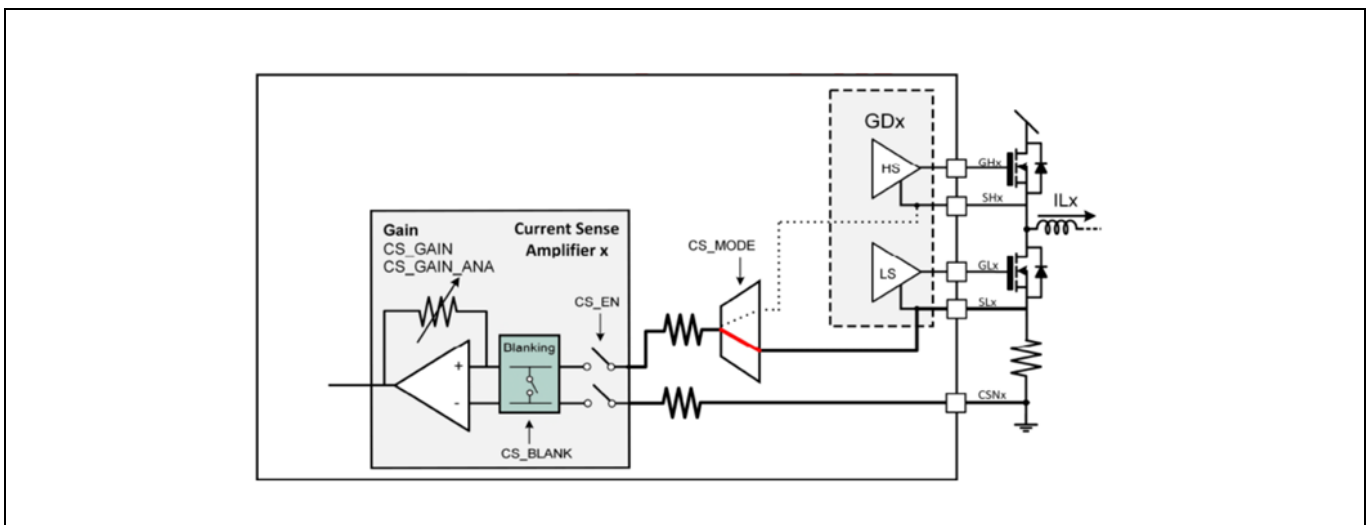 GDx
HS
GHx
SHx
ILx
Gain
CS_GAIN
CS_GAIN_ANA
Current Sense
Amplifier x
CS_MODE
LS
GLx
SLx
CS_EN
Blanking
+
-
CSNx
CS_BLANK